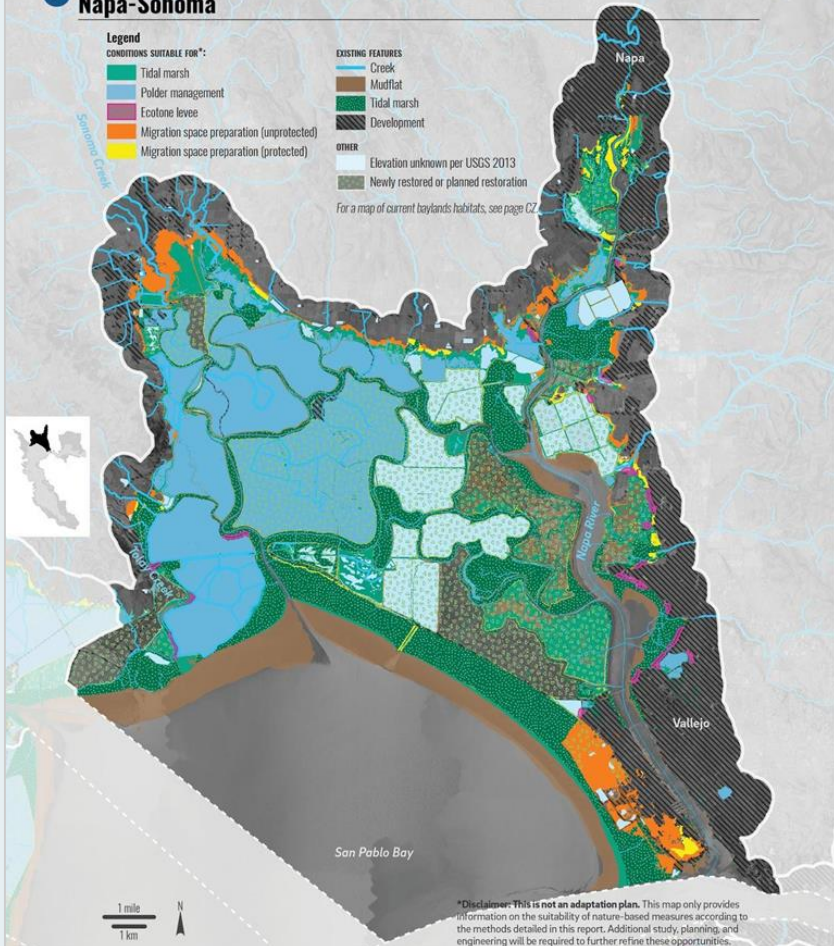 Napa-Sonoma
Legend
CONDITIONS SUITABLE FOR*:
Tidal marsh
Polder management
Ecotone levee
Migration space preparation (unprotected)
Migration space preparation (protected)
EXISTING FEATURES
Creek
Mudflat
Tidal marsh
Development
OTHER
Elevation unknown per USGS 2013
Newly restored or planned restoration
For a map of current baylands habitats, see page CZ.
Napa
Sonoma Creek
Napa River
Tolay Creek
Vallejo
San Pablo Bay
1 mile
1 km
N
*Disclaimer: This is not an adaptation plan. This map only provides
information on the suitability of nature-based measures according to
the methods detailed in this report. Additional study, planning, and
engineering will be required to further refine these opportunities.